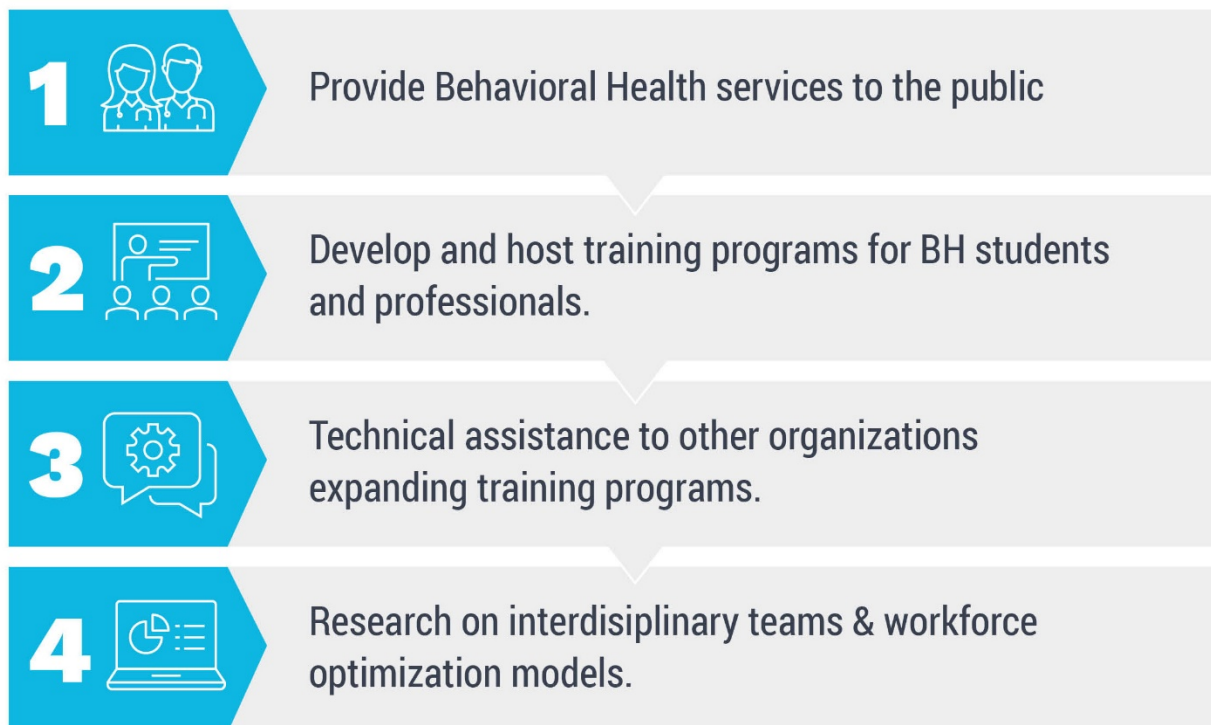 1
Provide Behavioral Health services to the public
2
Develop and host training programs for BH students
and professionals.
3
Technical assistance to other organizations
expanding training programs.
4
Research on interdisiplinary teams & workforce
optimization models.